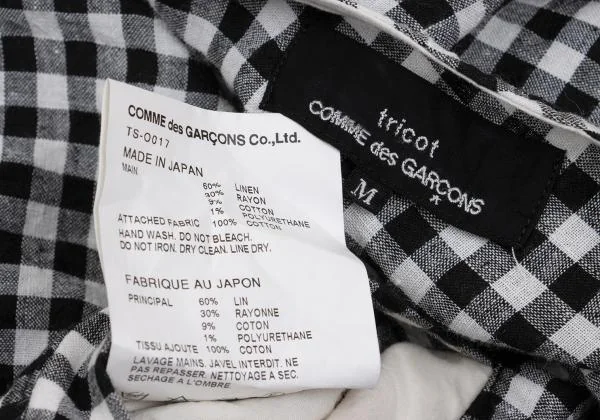 tricot
COMME des GARÇONS
M
COMME des GARÇONS Co.,Ltd.
TS-O017
MADE IN JAPAN
MAIN
60% LINEN
30% RAYON
9% COTTON
1% POLYURETHANE
ATTACHED FABRIC 100% COTTON
HAND WASH. DO NOT BLEACH.
DO NOT IRON. DRY CLEAN. LINE DRY.
FABRIQUE AU JAPON
PRINCIPAL 60% LIN
30% RAYONNE
9% COTON
1% POLYURETHANE
TISSU AJOUTE 100% COTON
LAVAGE MAINS. JAVEL INTERDIT. NE
PAS REPASSER. NETTOYAGE A SEC.
SECHAGE A L'OMBRE.